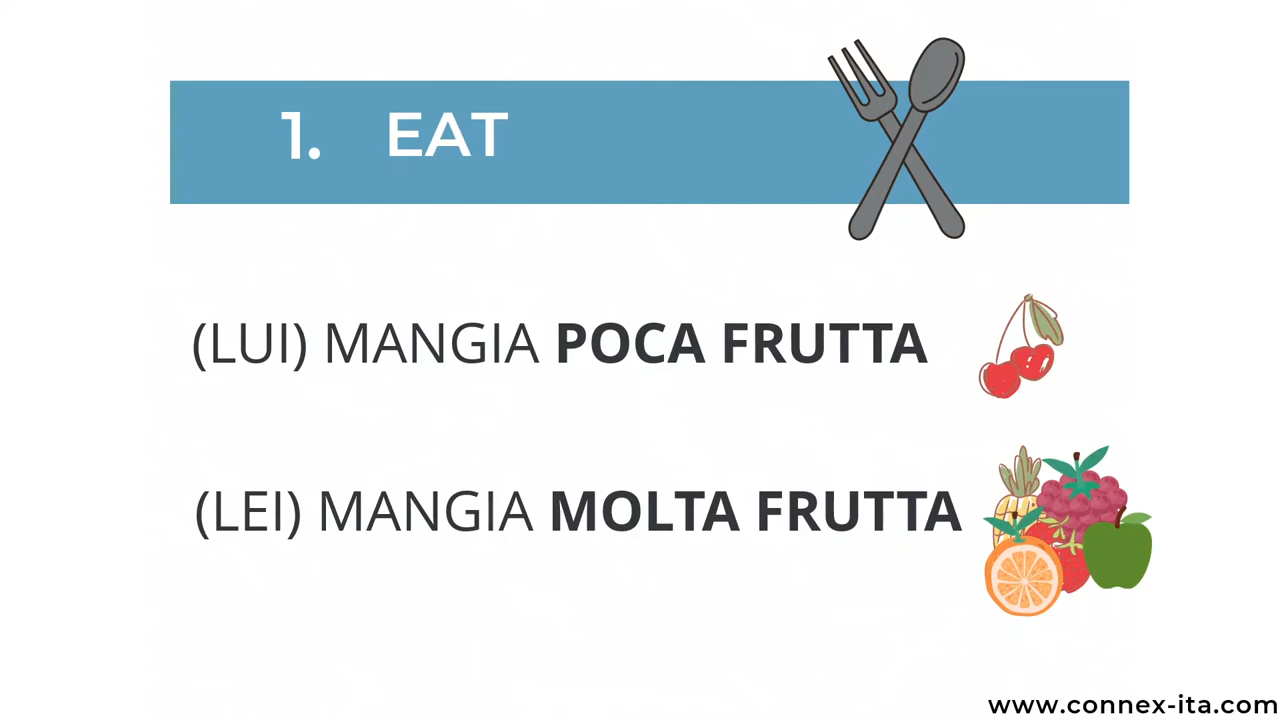 1. EAT
(LUI) MANGIA POCA FRUTTA
(LEI) MANGIA MOLTA FRUTTA
www.connex-ita.com